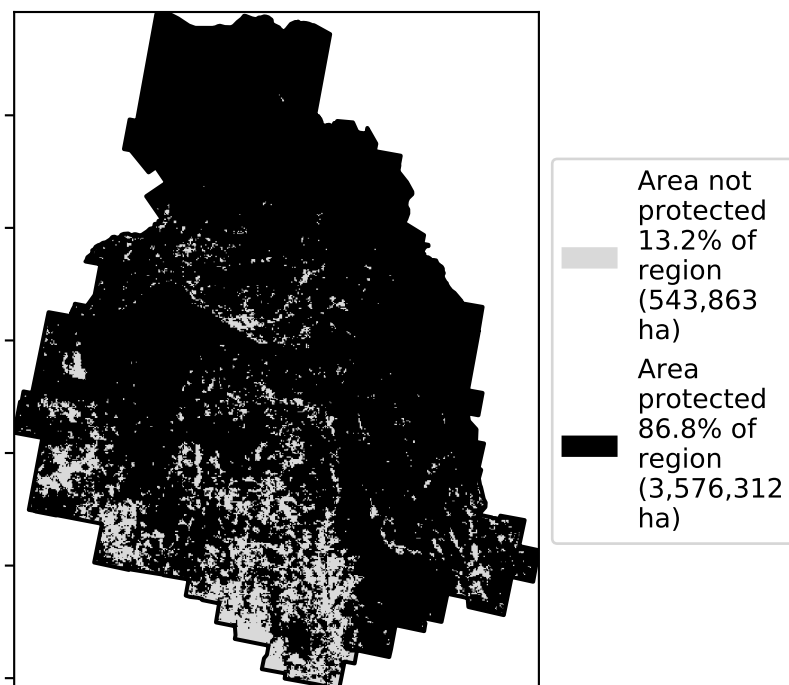 Area not
protected
13.2% of
region
(543,863
ha)
Area
protected
86.8% of
region
(3,576,312
ha)